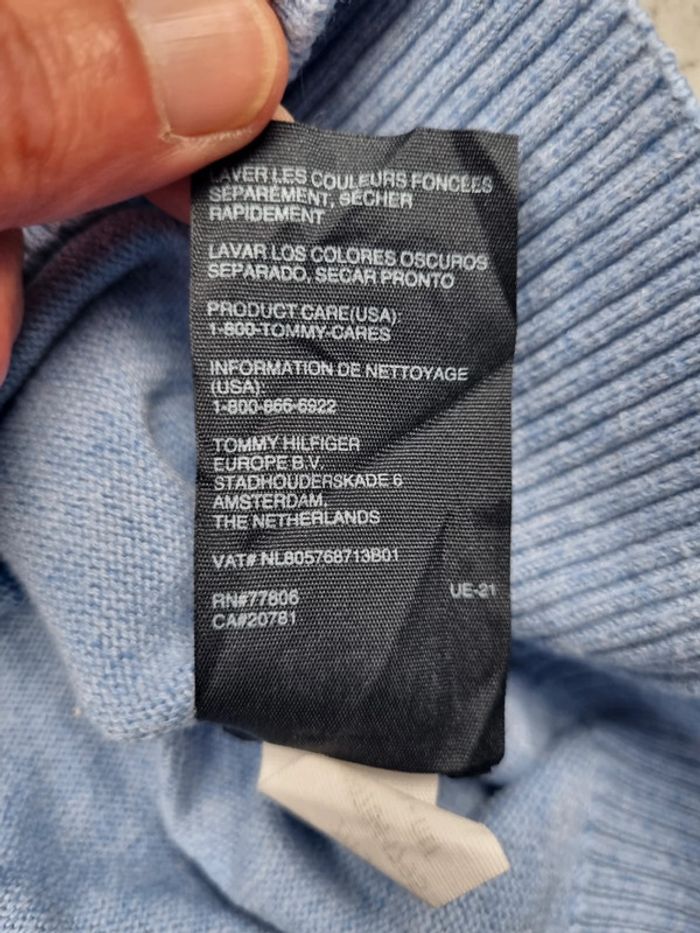 LAVER LES COULEURS FONCEES
SÉPARÉMENT, SÉCHER
RAPIDEMENT
LAVAR LOS COLORES OSCUROS
SEPARADO, SECAR PRONTO
PRODUCT CARE(USA):
1-800-TOMMY-CARES
INFORMATION DE NETTOYAGE
(USA):
1-800-866-6922
TOMMY HILFIGER
EUROPE B.V.
STADHOUDERSKADE 6
AMSTERDAM,
THE NETHERLANDS
VAT# NL805768713B01
RN#77806
UE-21
CA#20781